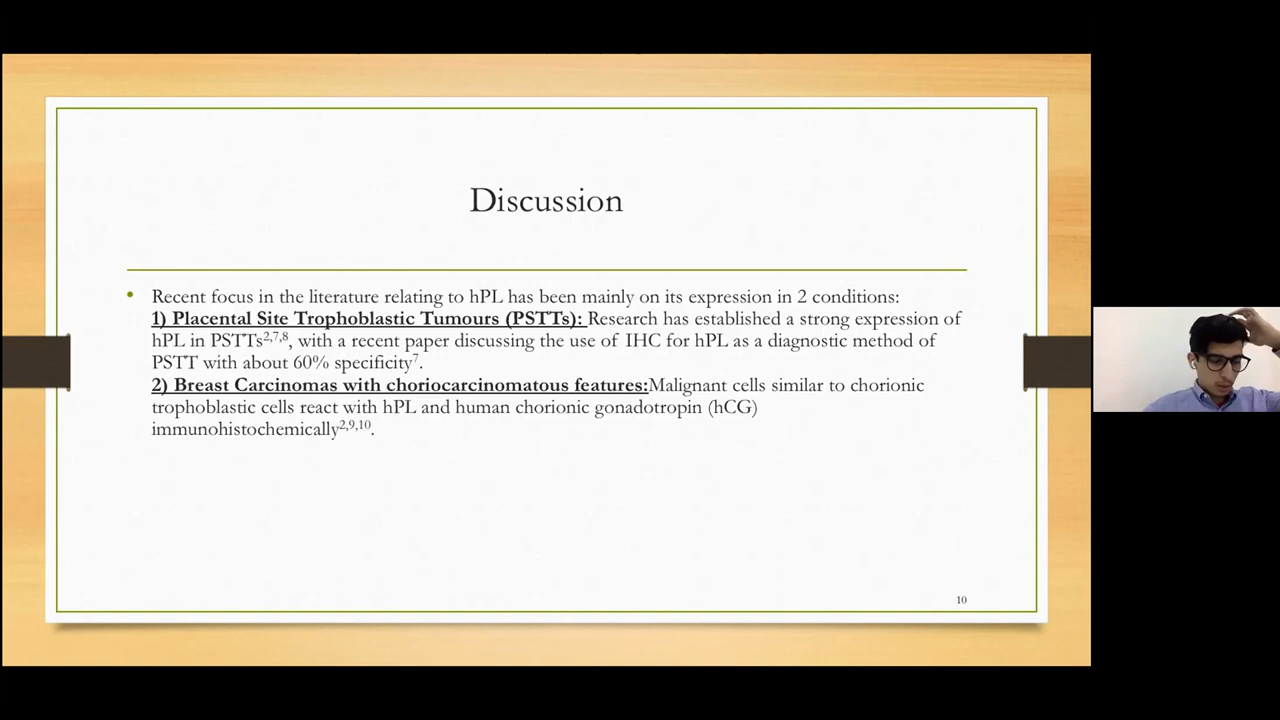 Discussion
• Recent focus in the literature relating to hPL has been mainly on its expression in 2 conditions:
1) Placental Site Trophoblastic Tumours (PSTTs): Research has established a strong expression of
hPL in PSTTs2,7,8, with a recent paper discussing the use of IHC for hPL as a diagnostic method of
PSTT with about 60% specificity7.
2) Breast Carcinomas with choriocarcinomatous features:Malignant cells similar to chorionic
trophoblastic cells react with hPL and human chorionic gonadotropin (hCG)
immunohistochemically2,9,10.
10